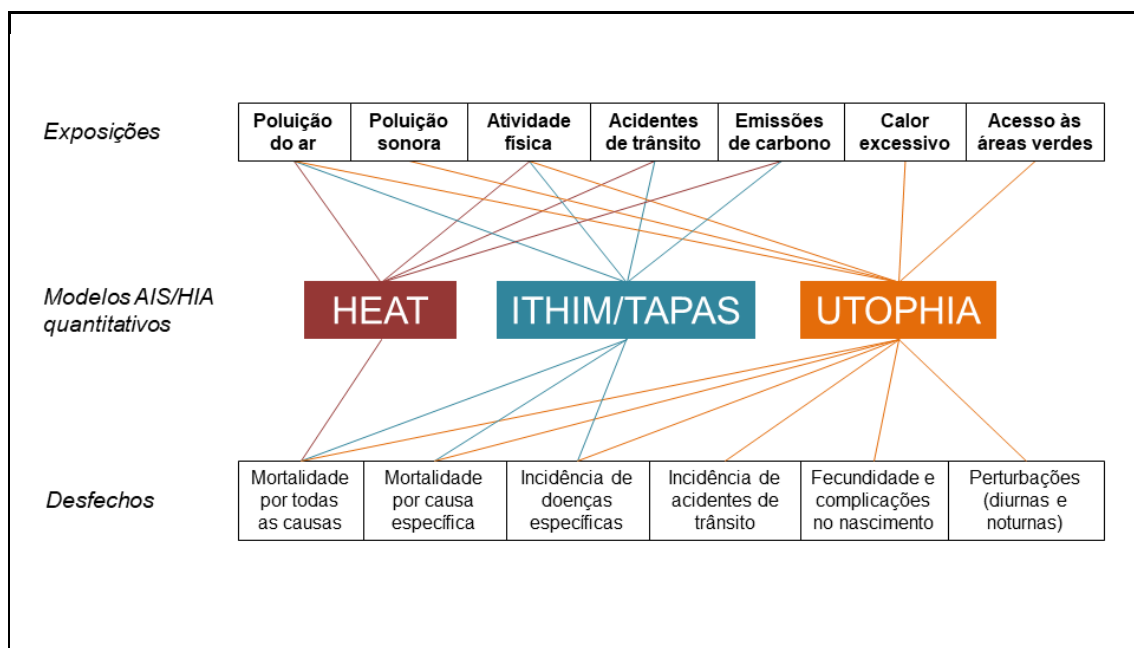 Exposições
Poluição
do ar
Poluição
sonora
Atividade
física
Acidentes
de trânsito
Emissões
de carbono
Calor
excessivo
Acesso às
áreas verdes
Modelos AIS/HIA
quantitativos
HEAT
ITHIM/TAPAS
UTOPHIA
Desfechos
Mortalidade
por todas
as causas
Mortalidade
por causa
específica
Incidência de
doenças
específicas
Incidência de
acidentes de
trânsito
Fecundidade e
complicações
no nascimento
Perturbações
(diurnas e
noturnas)